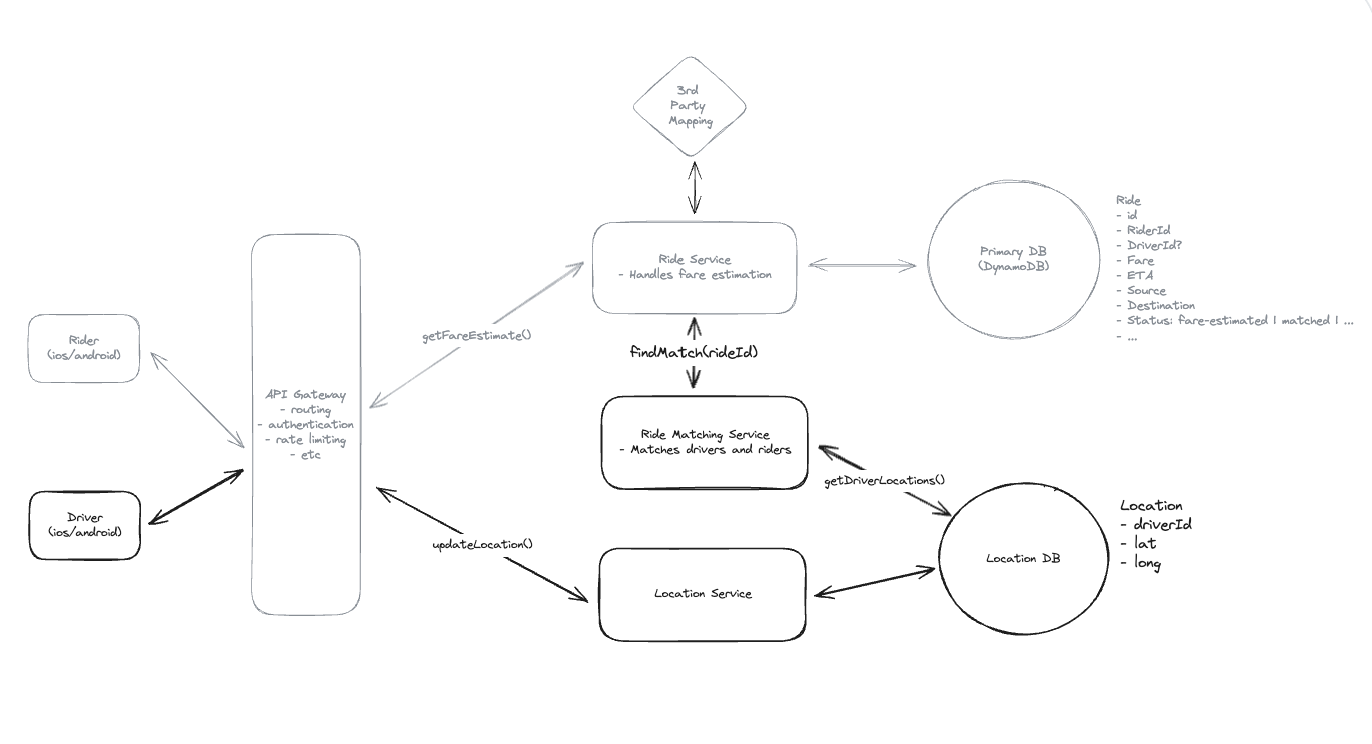 3rd
Party
Mapping
Ride Service
- Handles fare estimation
Primary DB
(DynamoDB)
Ride
- id
- RiderId
- DriverId?
- Fare
- ETA
- Source
- Destination
- Status: fare-estimated | matched | ...
- ...
Rider
(ios/android)
getFareEstimate()
findMatch(rideId)
API Gateway
- routing
- authentication
- rate limiting
- etc
Ride Matching Service
- Matches drivers and riders
getDriverLocations()
Driver
(ios/android)
updateLocation()
Location Service
Location DB
Location
- driverId
- lat
- long